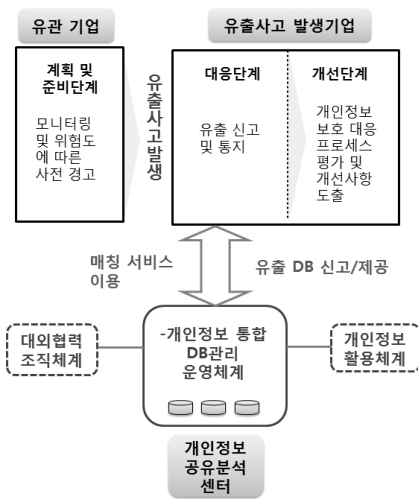 유관 기업
유출사고 발생기업
계획 및
준비단계
모니터링
및 위험도
에 따른
사전 경고
유출사고발생
대응단계
유출 신고
및 통지
개선단계
개인정보
보호 대응
프로세스
평가 및
개선사항
도출
매칭 서비스
이용
유출 DB 신고/제공
대외협력
조직체계
-개인정보 통합
DB관리
운영체계
개인정보
활용체계
개인정보
공유분석
센터